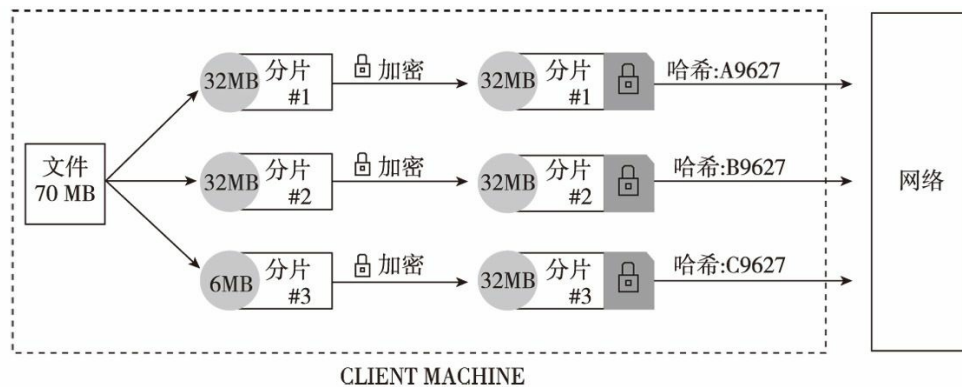 32MB 分片 #1 加密 32MB 分片 #1 哈希:A9627
文件 70 MB
32MB 分片 #2 加密 32MB 分片 #2 哈希:B9627
网络
6MB 分片 #3 加密 32MB 分片 #3 哈希:C9627
CLIENT MACHINE